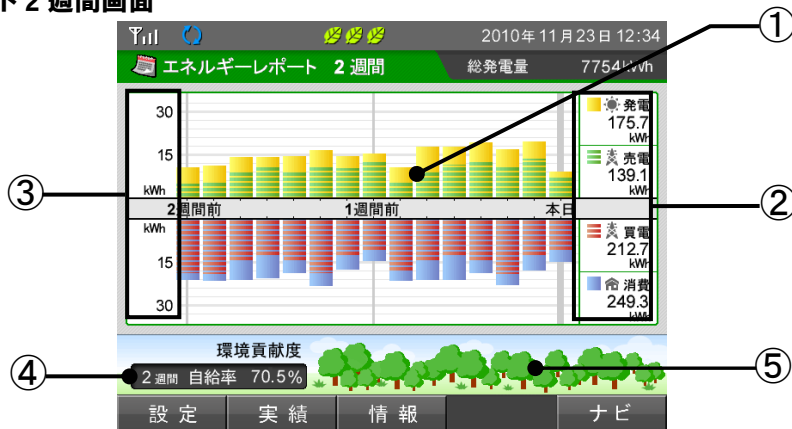 ト2週間画面
2010年11月23日 12:34
エネルギーレポート 2週間 総発電量 7754kWh
①
②
③
④
⑤
30
15
kWh
2週間前 1週間前 本日
kWh
15
30
発電
175.7
kWh
売電
139.1
kWh
買電
212.7
kWh
消費
249.3
kWh
環境貢献度
2週間 自給率 70.5%
設定 実績 情報 ナビ